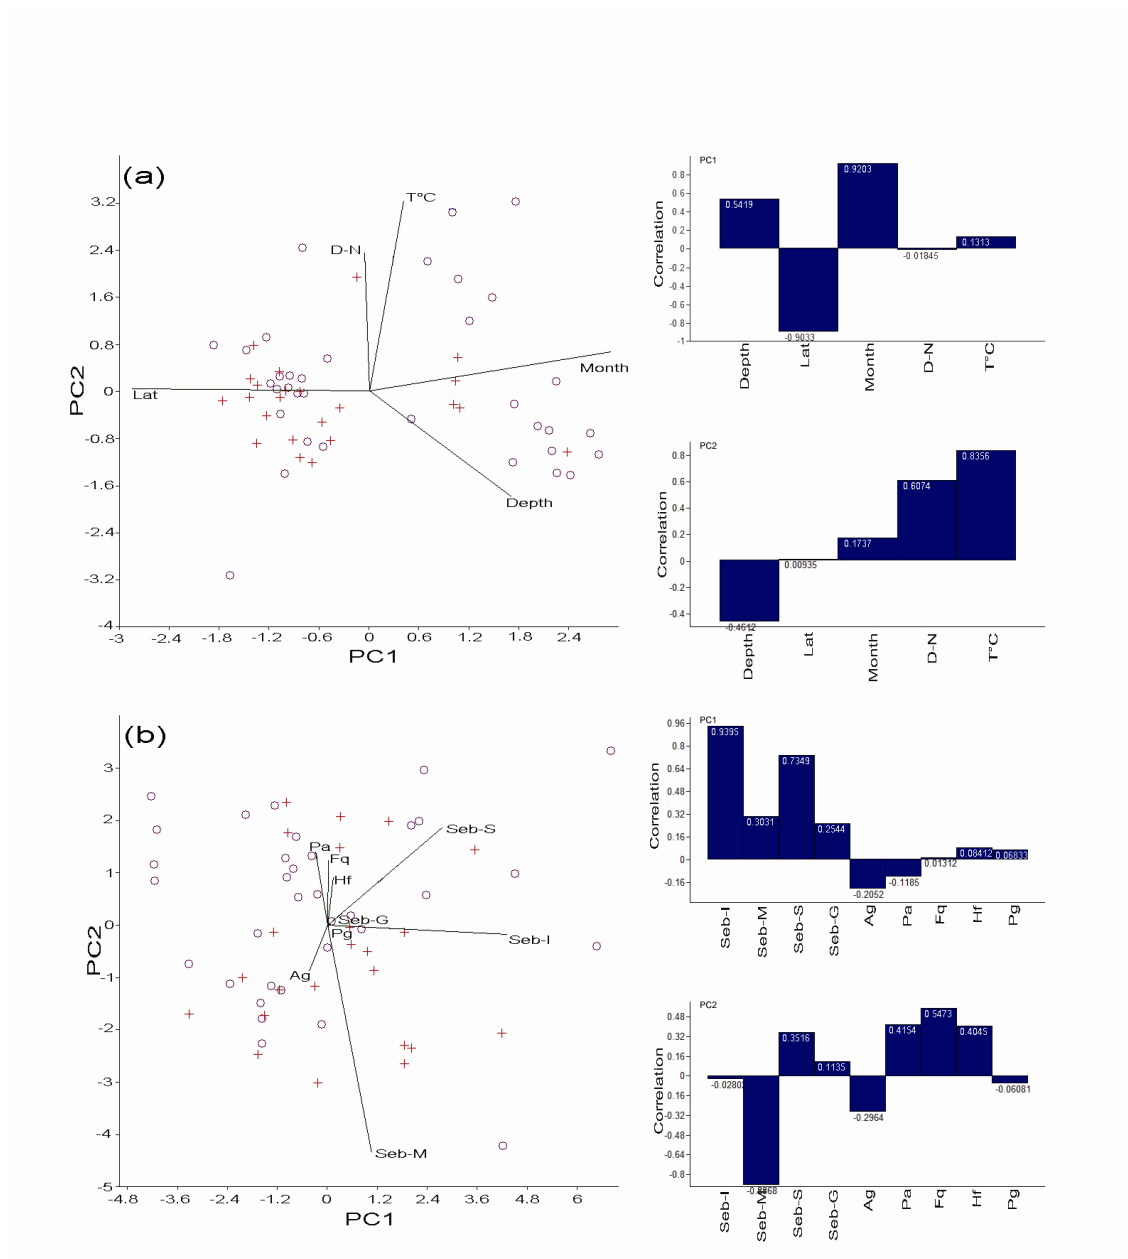 (a)
PC2
3.2
2.4
1.6
0.8
0
-0.8
-1.6
-2.4
-3.2
-4
-3 -2.4 -1.8 -1.2 -0.6 0 0.6 1.2 1.8 2.4
PC1
T°C
D-N
Month
Lat
Depth
PC1
Correlation
0.8
0.6
0.4
0.2
0
-0.2
-0.4
-0.6
-0.8
-1
0.5419
-0.9033
0.9203
-0.01845
0.1313
Depth Lat Month D-N T°C
PC2
Correlation
0.8
0.6
0.4
0.2
0
-0.2
-0.4
-0.4612
0.00935
0.1737
0.6074
0.8356
Depth Lat Month D-N T°C
(b)
PC2
3
2
1
0
-1
-2
-3
-4
-5
-4.8 -3.6 -2.4 -1.2 0 1.2 2.4 3.6 4.8 6
PC1
Seb-S
Pa
Fq
Hf
Seb-G
Pg
Seb-I
Ag
Seb-M
PC1
Correlation
0.96
0.8
0.64
0.48
0.32
0.16
0
-0.16
0.9395
0.3031
0.7349
0.2544
-0.2052
-0.1185
0.01312
0.08412
0.06833
Seb-I Seb-M Seb-S Seb-G Ag Pa Fq Hf Pg
PC2
Correlation
0.48
0.32
0.16
0
-0.16
-0.32
-0.48
-0.64
-0.8
0.3516
0.1135
-0.2964
0.4154
0.5473
0.4045
-0.06081
Seb-I Seb-M Seb-S Seb-G Ag Pa Fq Hf Pg